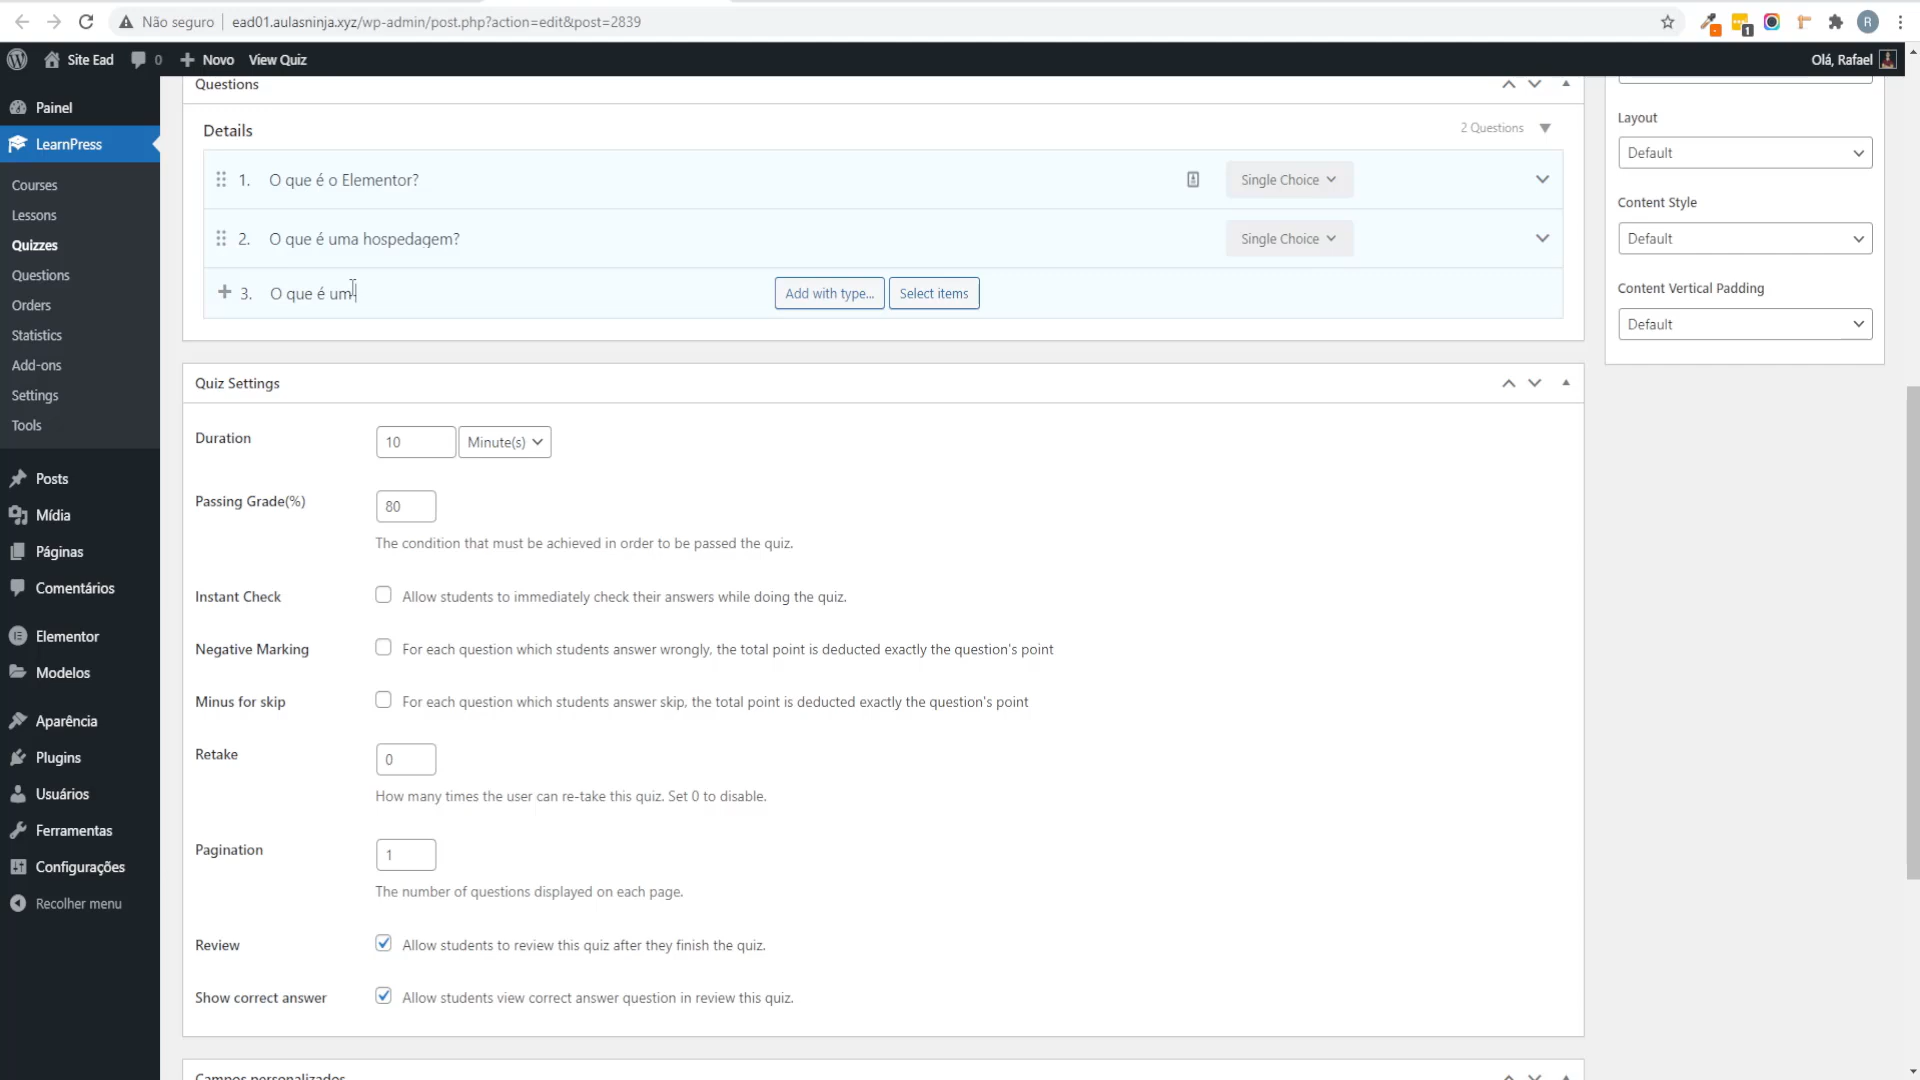 Não seguro
ead01.aulasninja.xyz/wp-admin/post.php?action=edit&post=2839
1
R
Site Ead
0
Novo
View Quiz
Olá, Rafael
Painel
LearnPress
Courses
Lessons
Quizzes
Questions
Orders
Statistics
Add-ons
Settings
Tools
Posts
Mídia
Páginas
Comentários
Elementor
Modelos
Aparência
Plugins
Usuários
Ferramentas
Configurações
Recolher menu
Questions
Details
2 Questions
1. O que é o Elementor?
Single Choice
2. O que é uma hospedagem?
Single Choice
3. O que é um
Add with type...
Select items
Quiz Settings
Duration
10
Minute(s)
Passing Grade(%)
80
The condition that must be achieved in order to be passed the quiz.
Instant Check
Allow students to immediately check their answers while doing the quiz.
Negative Marking
For each question which students answer wrongly, the total point is deducted exactly the question's point
Minus for skip
For each question which students answer skip, the total point is deducted exactly the question's point
Retake
0
How many times the user can re-take this quiz. Set 0 to disable.
Pagination
1
The number of questions displayed on each page.
Review
Allow students to review this quiz after they finish the quiz.
Show correct answer
Allow students view correct answer question in review this quiz.
Campos personalizados
Layout
Default
Content Style
Default
Content Vertical Padding
Default